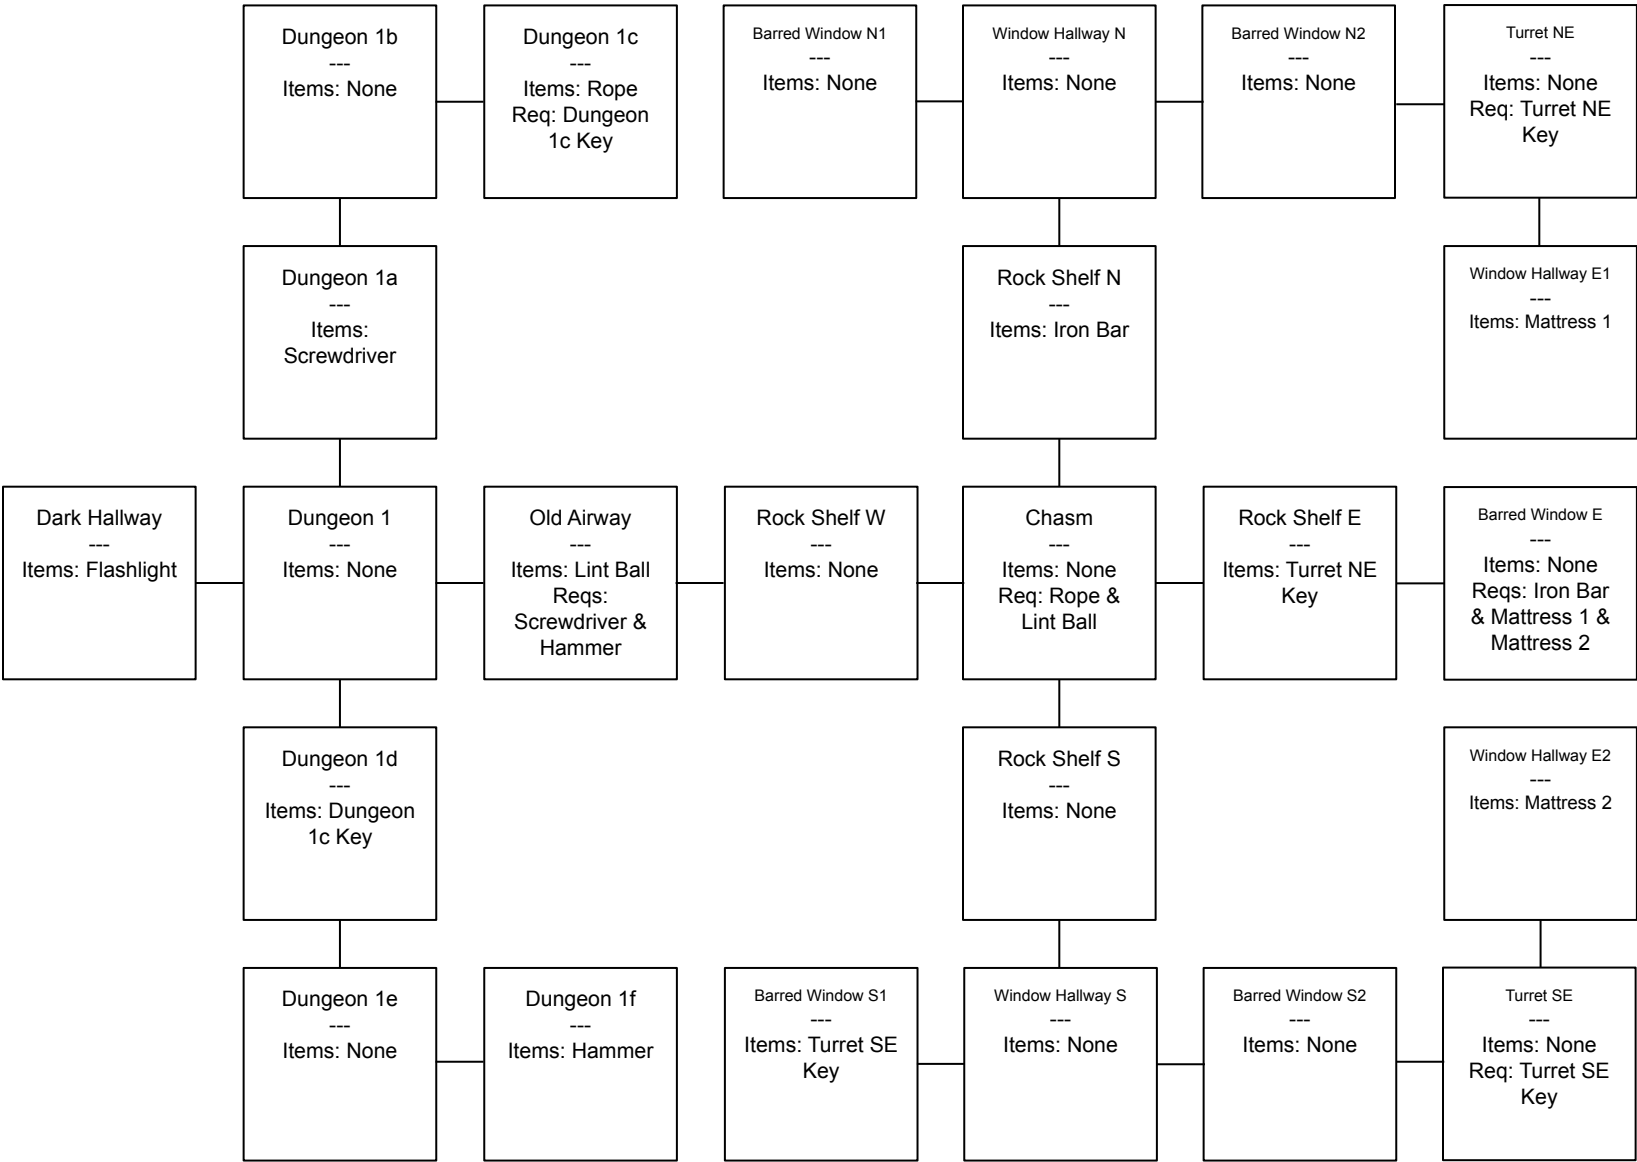 Dungeon 1b
---
Items: None
Dungeon 1c
---
Items: Rope
Req: Dungeon
1c Key
Barred Window N1
---
Items: None
Window Hallway N
---
Items: None
Barred Window N2
---
Items: None
Turret NE
---
Items: None
Req: Turret NE
Key
Dungeon 1a
---
Items:
Screwdriver
Rock Shelf N
---
Items: Iron Bar
Window Hallway E1
---
Items: Mattress 1
Dark Hallway
---
Items: Flashlight
Dungeon 1
---
Items: None
Old Airway
---
Items: Lint Ball
Reqs:
Screwdriver &
Hammer
Rock Shelf W
---
Items: None
Chasm
---
Items: None
Req: Rope &
Lint Ball
Rock Shelf E
---
Items: Turret NE
Key
Barred Window E
---
Items: None
Reqs: Iron Bar
& Mattress 1 &
Mattress 2
Dungeon 1d
---
Items: Dungeon
1c Key
Rock Shelf S
---
Items: None
Window Hallway E2
---
Items: Mattress 2
Dungeon 1e
---
Items: None
Dungeon 1f
---
Items: Hammer
Barred Window S1
---
Items: Turret SE
Key
Window Hallway S
---
Items: None
Barred Window S2
---
Items: None
Turret SE
---
Items: None
Req: Turret SE
Key